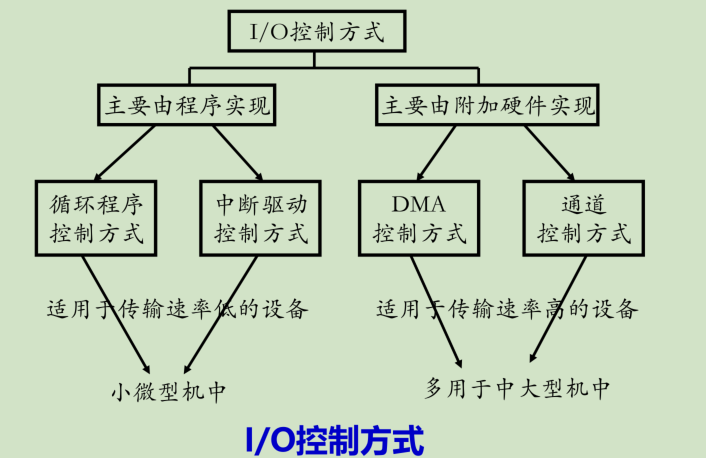 I/O控制方式
主要由程序实现
主要由附加硬件实现
循环程序
控制方式
中断驱动
控制方式
DMA
控制方式
通道
控制方式
适用于传输速率低的设备
适用于传输速率高的设备
小微型机中
多用于中大型机中
I/O控制方式